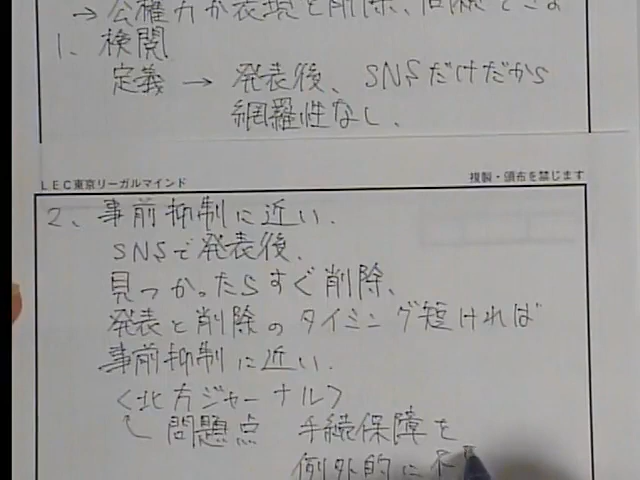 →公権力が表現を削除、
1. 検閲.
定義 → 発表後、SNSだけだから
網羅性なし.
LEC東京リーガルマインド
複製・頒布を禁じます
2、事前抑制に近い.
SNSで発表後.
見つかったらすぐ削除、
発表と削除のタイミング短ければ
事前抑制に近い.
〈北方ジャーナル〉
問題点 手続保障を
例外的に不